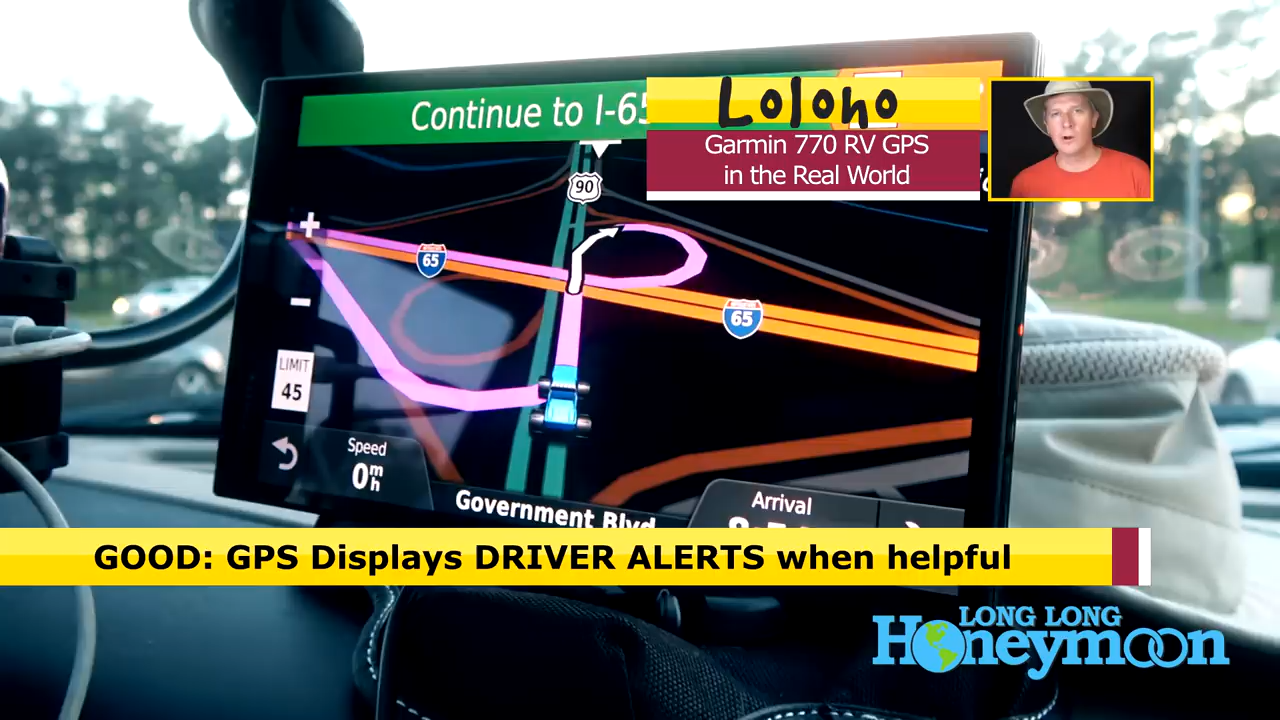 Continue to I-65
Loloho
Garmin 770 RV GPS
in the Real World
90
65
65
LIMIT
45
Speed
0 m
h
Government Blvd
Arrival
GOOD: GPS Displays DRIVER ALERTS when helpful
LONG LONG
Honeymoon